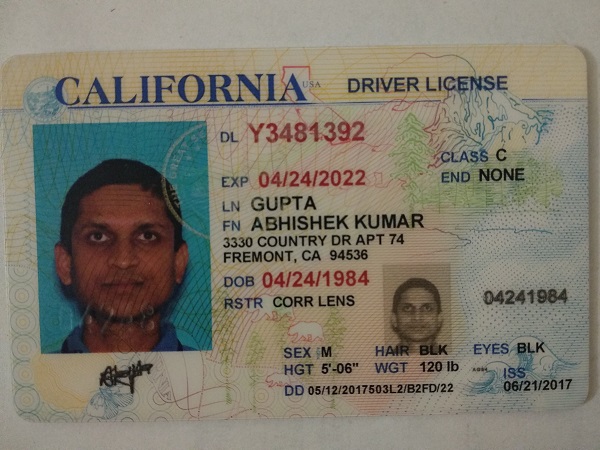 CALIFORNIA USA DRIVER LICENSE
DL Y3481392 CLASS C
EXP 04/24/2022 END NONE
LN GUPTA
FN ABHISHEK KUMAR
3330 COUNTRY DR APT 74
FREMONT, CA 94536
DOB 04/24/1984
RSTR CORR LENS 04241984
SEX M HAIR BLK EYES BLK
HGT 5'-06" WGT 120 lb ISS
DD 05/12/2017503L2/B2FD/22 06/21/2017